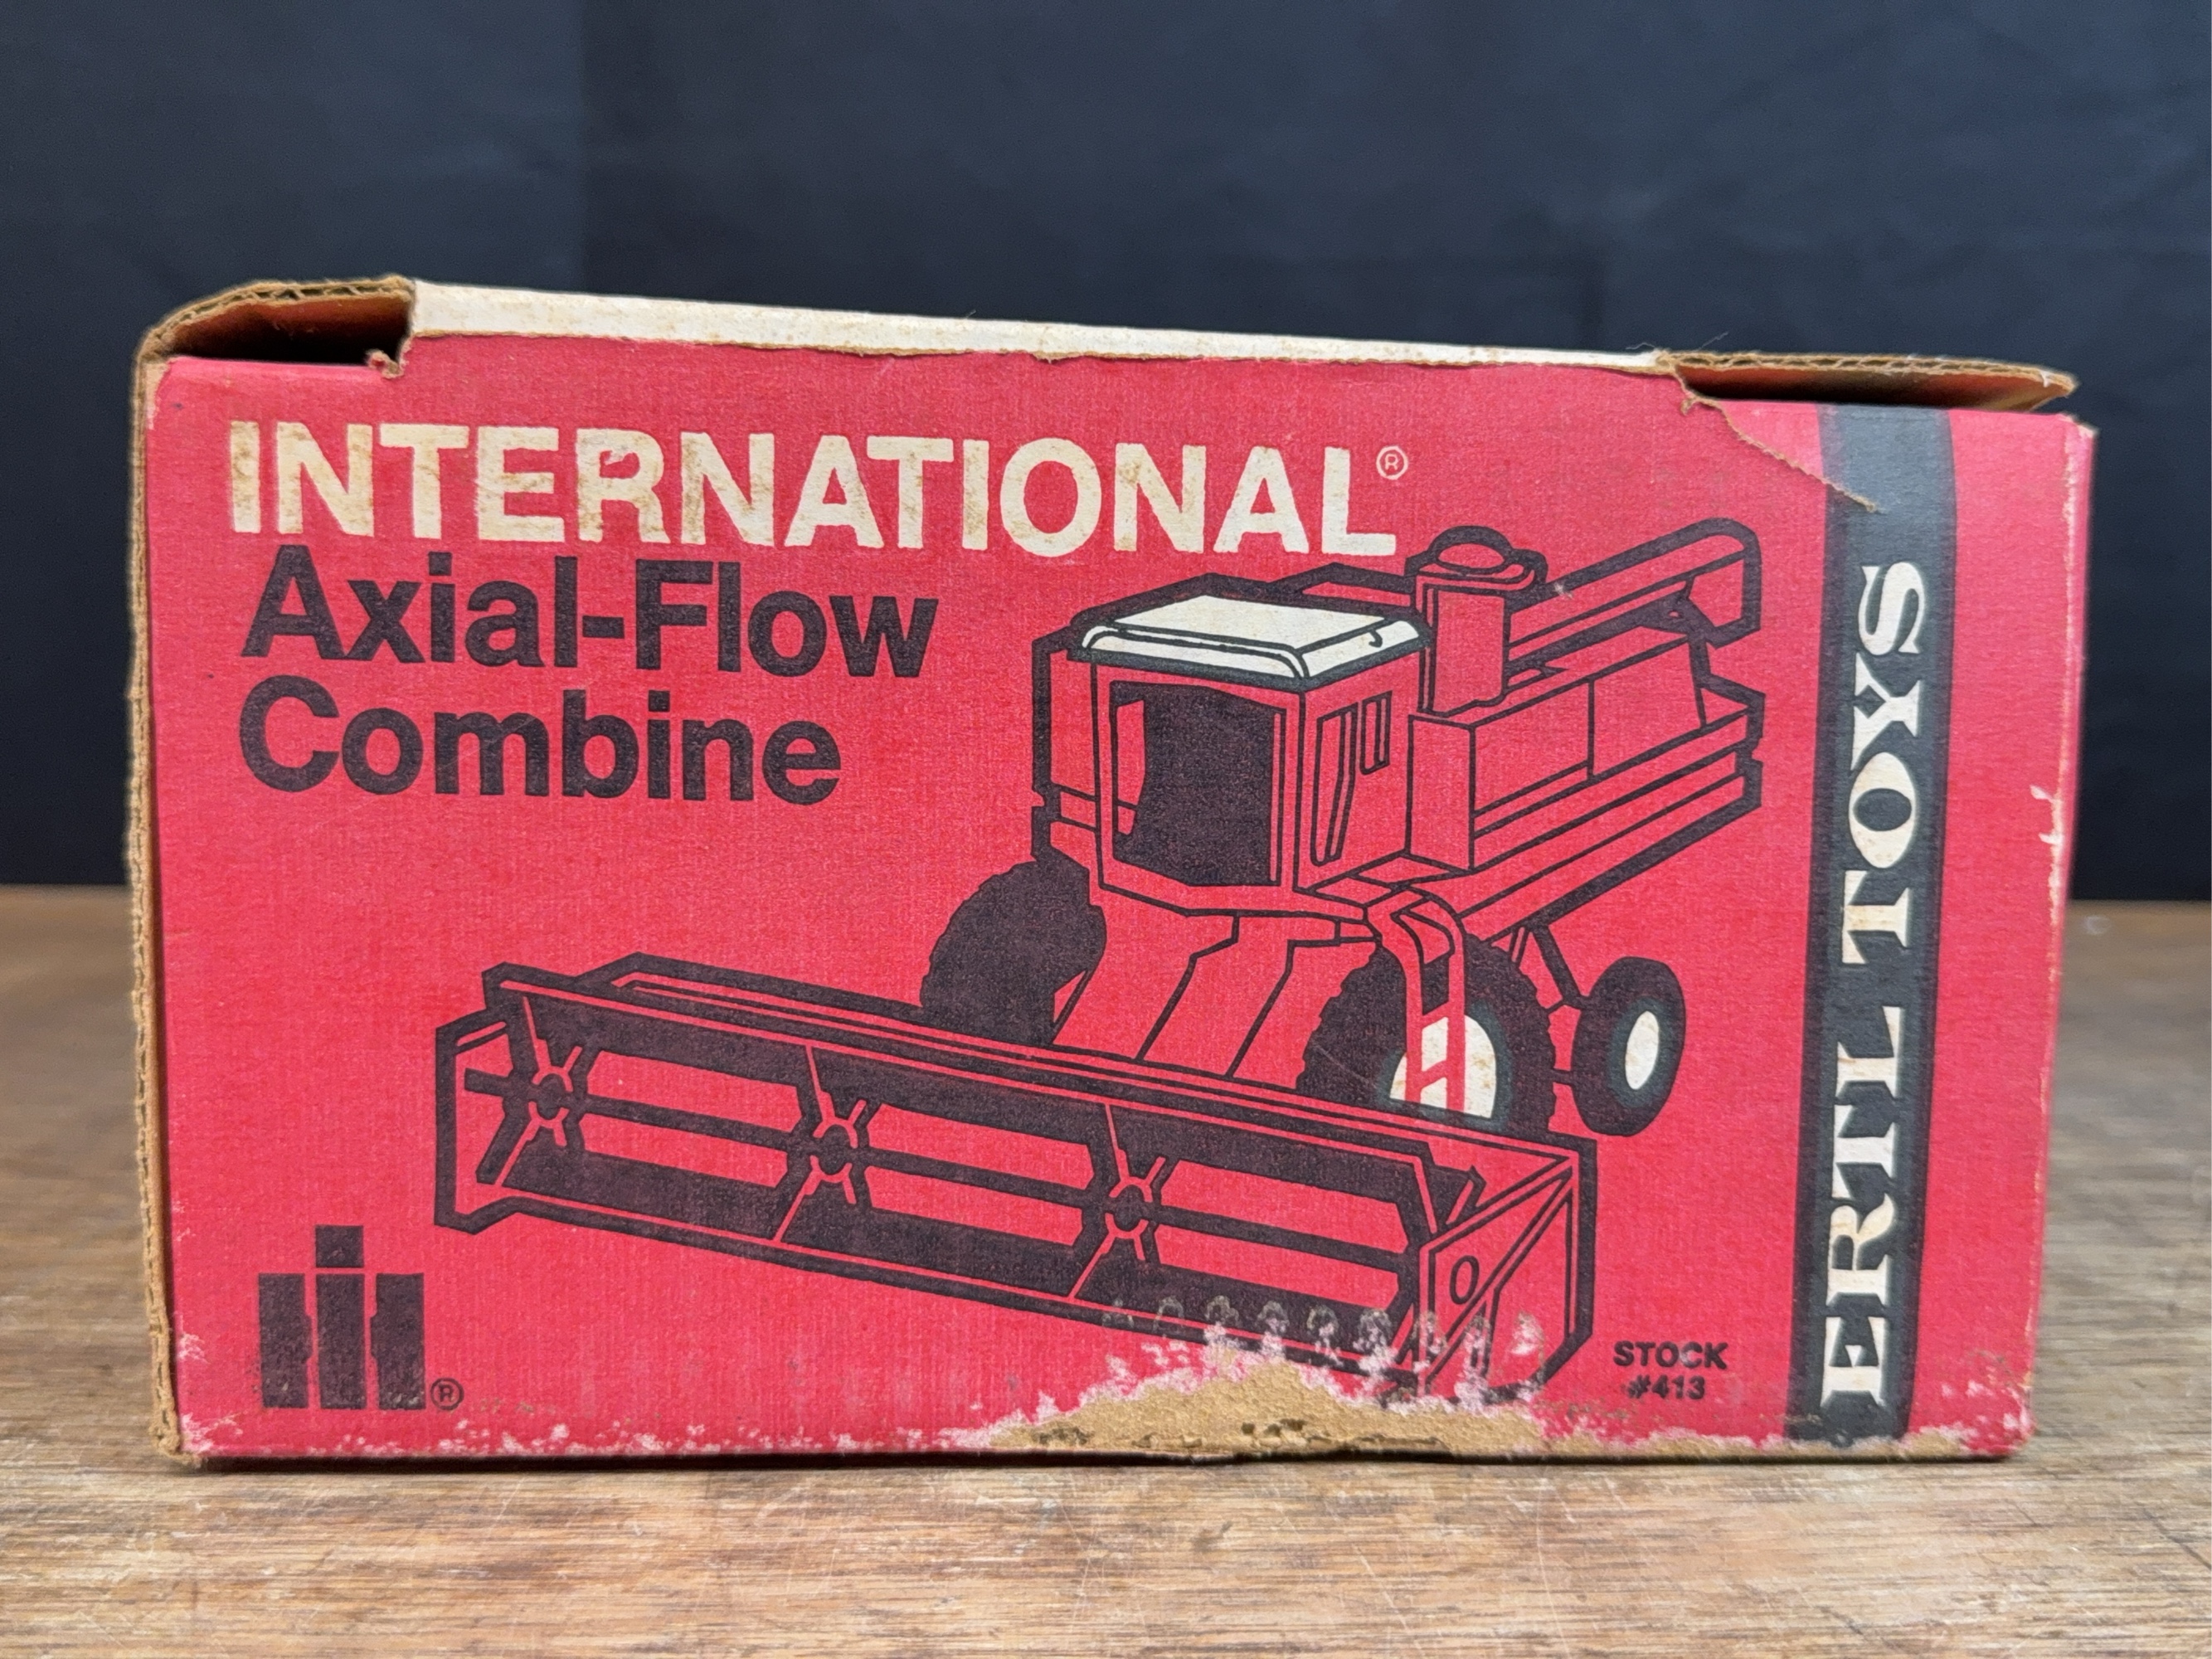 INTERNATIONAL®
Axial-Flow
Combine
ERTL TOYS
®
STOCK
#413